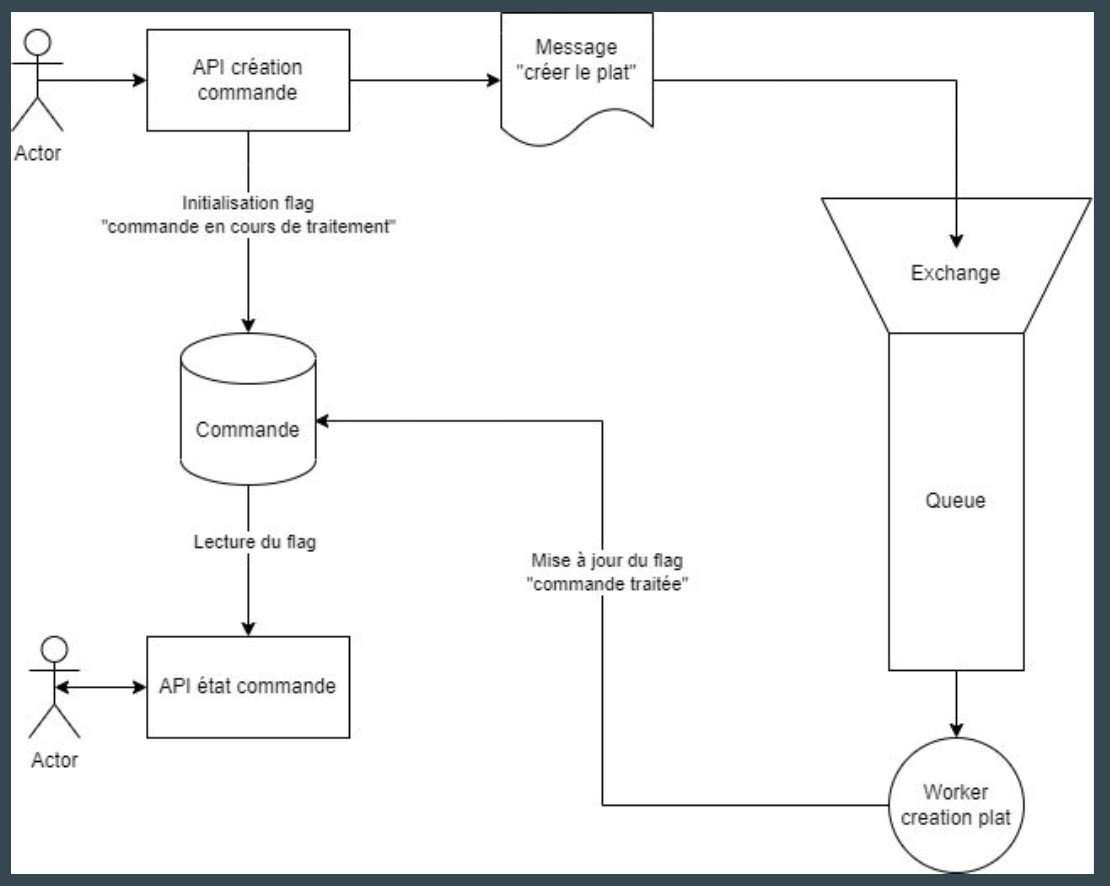 Message
"créer le plat"
API création
commande
Actor
Initialisation flag
"commande en cours de traitement"
Exchange
Commande
Queue
Lecture du flag
Mise à jour du flag
"commande traitée"
API état commande
Actor
Worker
creation plat